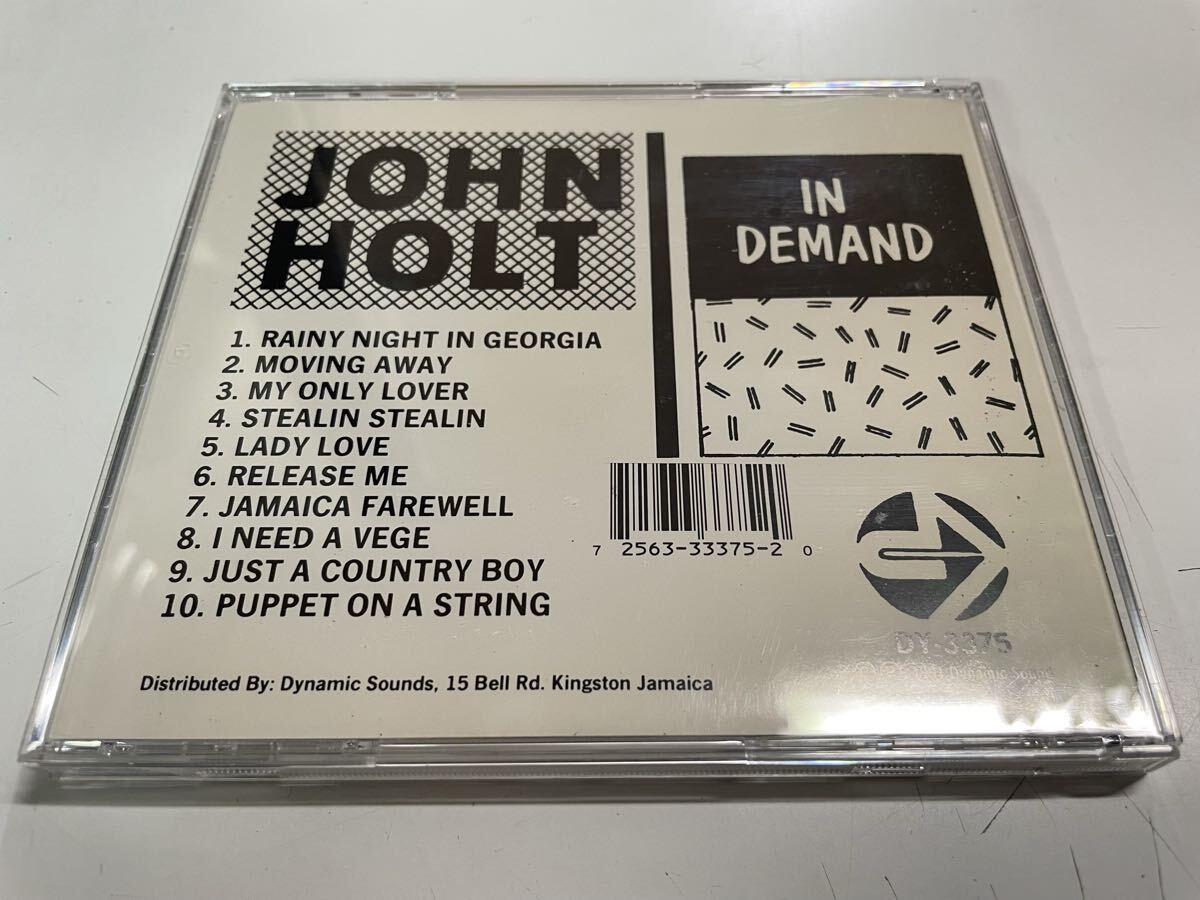 JOHN
HOLT
1. RAINY NIGHT IN GEORGIA
2. MOVING AWAY
3. MY ONLY LOVER
4. STEALIN STEALIN
5. LADY LOVE
6. RELEASE ME
7. JAMAICA FAREWELL
8. I NEED A VEGE
9. JUST A COUNTRY BOY
10. PUPPET ON A STRING
IN
DEMAND
7 2563-33375-2 0
DY-3375
Dynamic Sound
Distributed By: Dynamic Sounds, 15 Bell Rd. Kingston Jamaica